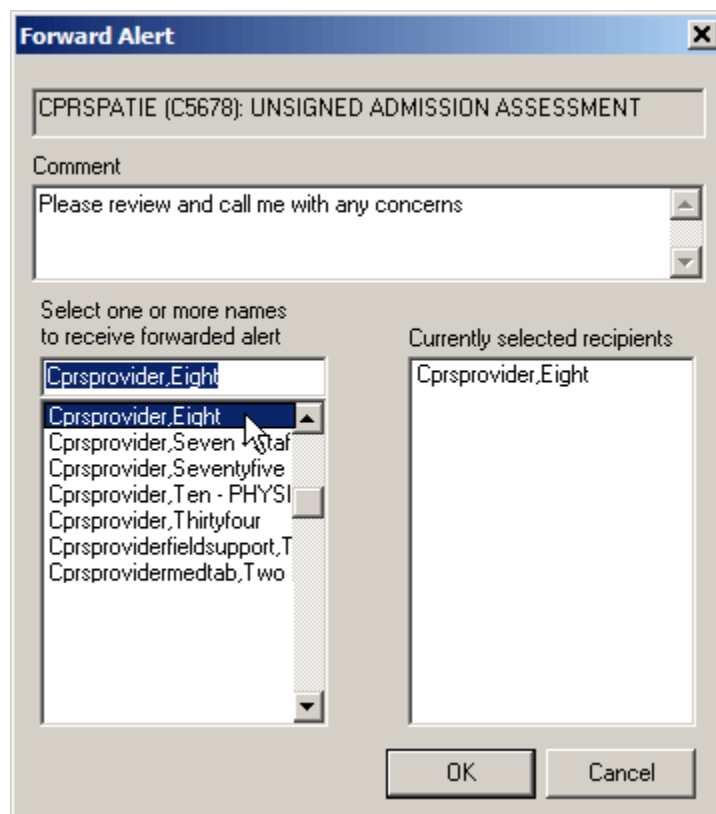 Forward Alert
CPRSPATIE (C5678): UNSIGNED ADMISSION ASSESSMENT
Comment
Please review and call me with any concerns
Select one or more names
to receive forwarded alert
Cprsprovider,Eight
Cprsprovider,Eight
Cprsprovider,Seven
Cprsprovider,Seventyfive
Cprsprovider,Ten - PHYSI
Cprsprovider,Thirtyfour
Cprsproviderfieldsupport,T
Cprsprovidermedtab,Two
Currently selected recipients
Cprsprovider,Eight
OK
Cancel